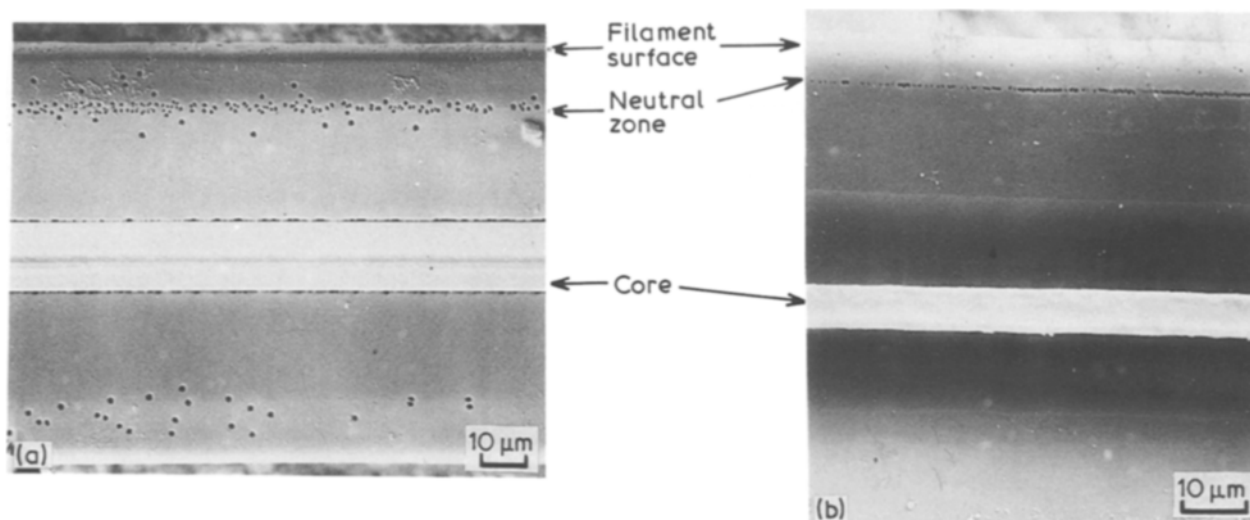 Filament
surface
Neutral
zone
Core
(a)
10 μm
(b)
10 μm